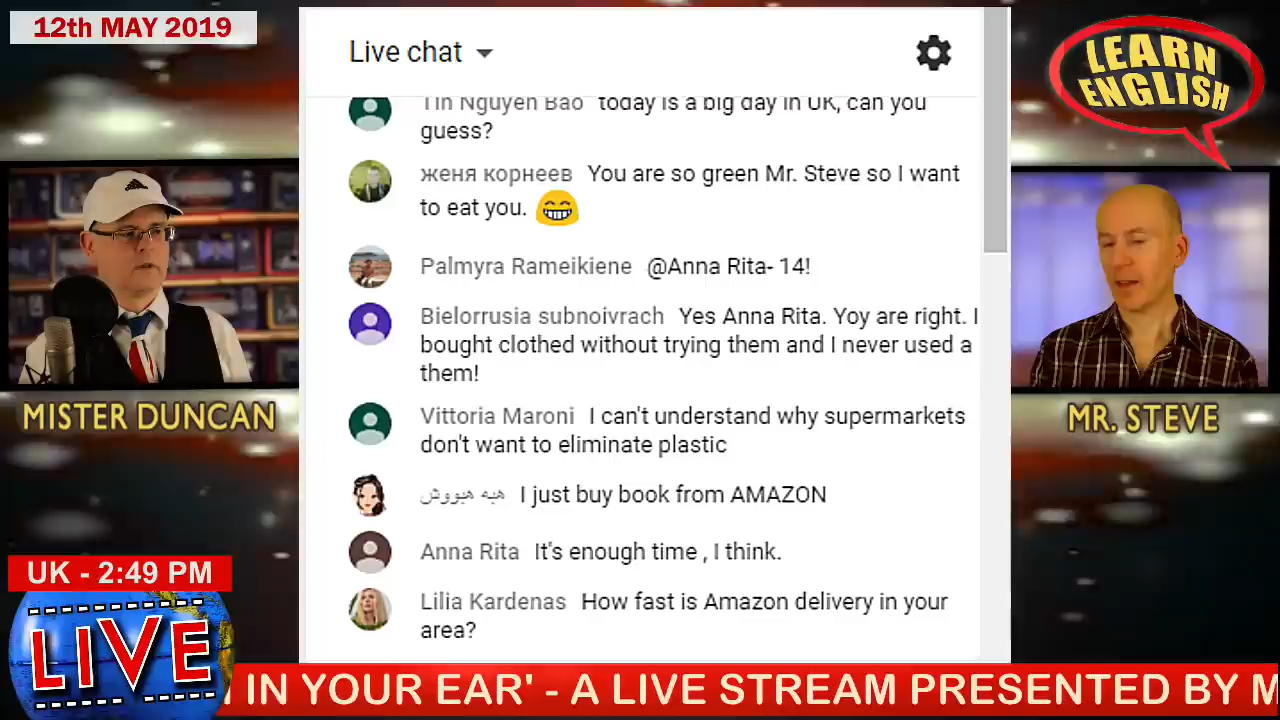 12th MAY 2019
Live chat
LEARN
ENGLISH
Tin Nguyen Bao today is a big day in UK, can you
guess?
женя корнеев You are so green Mr. Steve so I want
to eat you. 😁
Palmyra Rameikiene @Anna Rita- 14!
Bielorrusia subnoivrach Yes Anna Rita. Yoy are right. I
bought clothed without trying them and I never used a
them!
Vittoria Maroni I can't understand why supermarkets
don't want to eliminate plastic
هبه هبووش I just buy book from AMAZON
Anna Rita It's enough time , I think.
Lilia Kardenas How fast is Amazon delivery in your
area?
MISTER DUNCAN
MR. STEVE
UK - 2:49 PM
LIVE
IN YOUR EAR' - A LIVE STREAM PRESENTED BY M